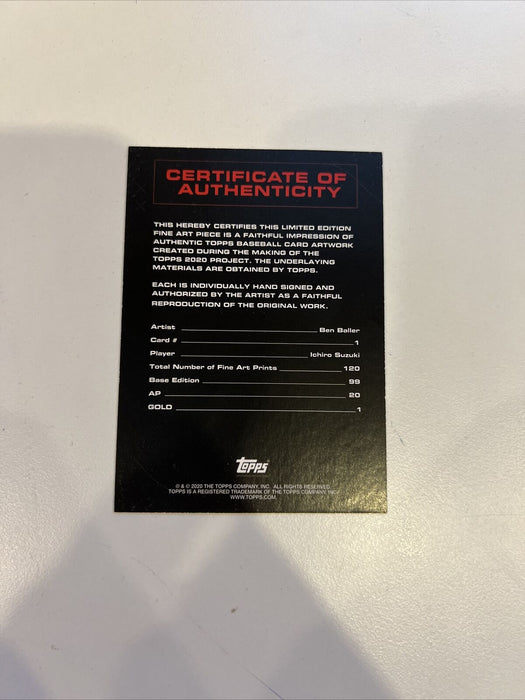 CERTIFICATE OF
AUTHENTICITY
THIS HEREBY CERTIFIES THIS LIMITED EDITION
FINE ART PIECE IS A FAITHFUL IMPRESSION OF
AUTHENTIC TOPPS BASEBALL CARD ARTWORK
CREATED DURING THE MAKING OF THE
TOPPS 2020 PROJECT. THE UNDERLAYING
MATERIALS ARE OBTAINED BY TOPPS.
EACH IS INDIVIDUALLY HAND SIGNED AND
AUTHORIZED BY THE ARTIST AS A FAITHFUL
REPRODUCTION OF THE ORIGINAL WORK.
Artist Ben Baller
Card # 1
Player Ichiro Suzuki
Total Number of Fine Art Prints 120
Base Edition 99
AP 20
GOLD 1
Topps
® & © 2020 THE TOPPS COMPANY, INC. ALL RIGHTS RESERVED.
TOPPS IS A REGISTERED TRADEMARK OF THE TOPPS COMPANY, INC.
WWW.TOPPS.COM.